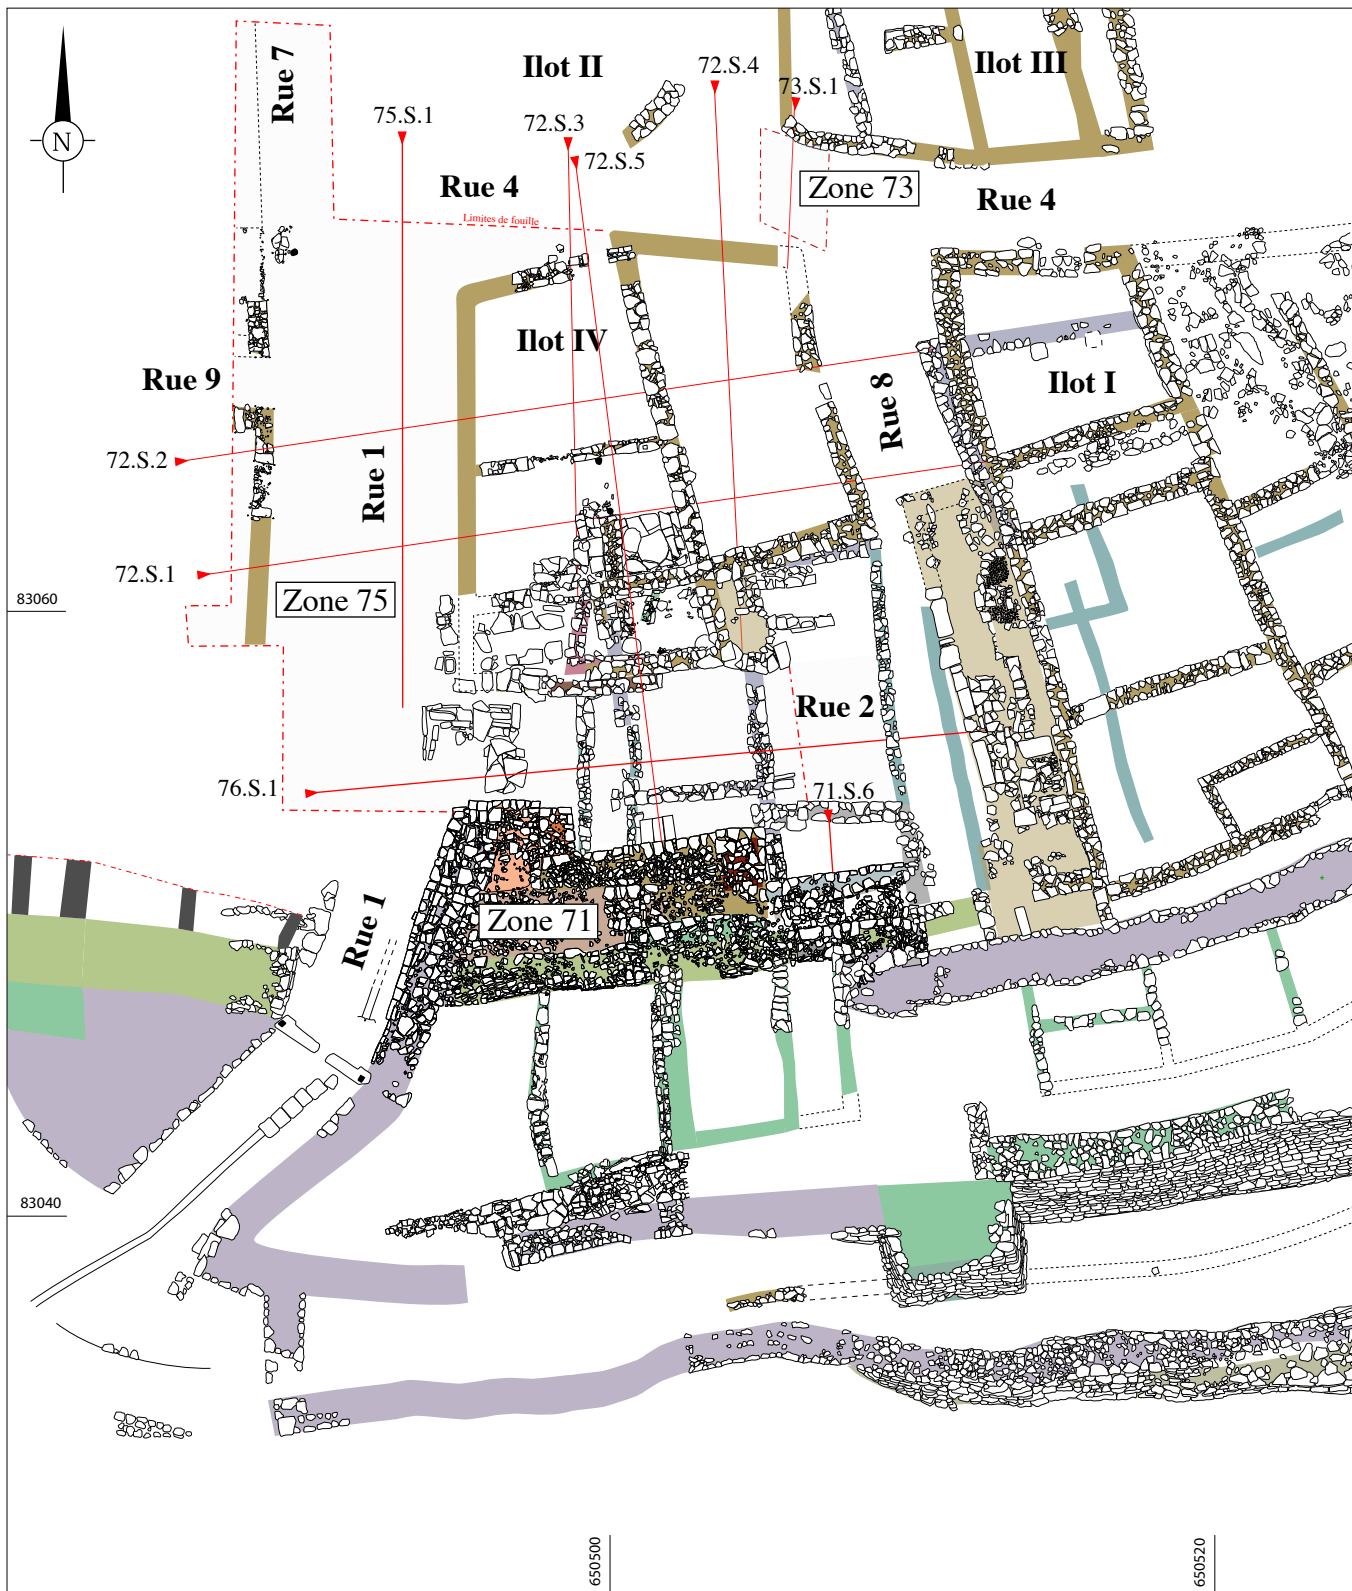 Rue 7
Ilot II
72.S.4
Ilot III
75.S.1
72.S.3
73.S.1
N
72.S.5
Rue 4
Zone 73
Rue 4
Limites de fouille
Ilot IV
Rue 9
Rue 8
Ilot I
72.S.2
Rue 1
72.S.1
83060
Zone 75
Rue 2
76.S.1
71.S.6
Zone 71
Rue 1
83040
650500
650520